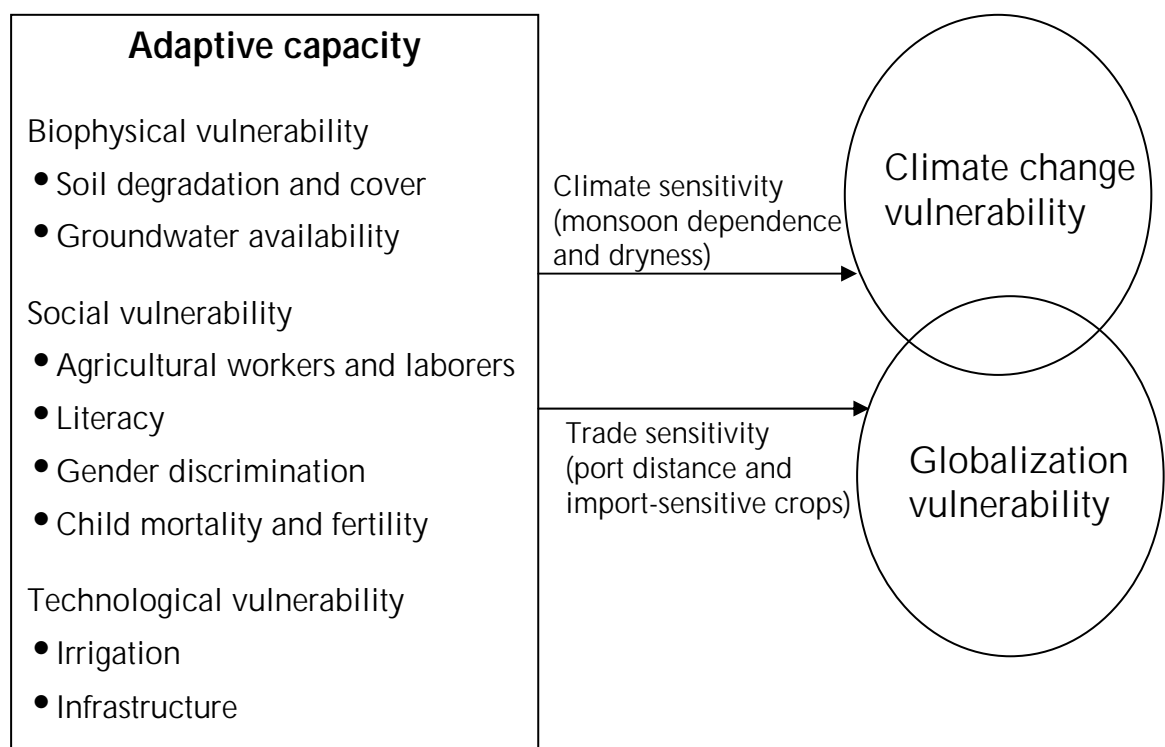 Adaptive capacity
Biophysical vulnerability
• Soil degradation and cover
• Groundwater availability
Social vulnerability
• Agricultural workers and laborers
• Literacy
• Gender discrimination
• Child mortality and fertility
Technological vulnerability
• Irrigation
• Infrastructure
Climate sensitivity
(monsoon dependence
and dryness)
Trade sensitivity
(port distance and
import-sensitive crops)
Climate change
vulnerability
Globalization
vulnerability